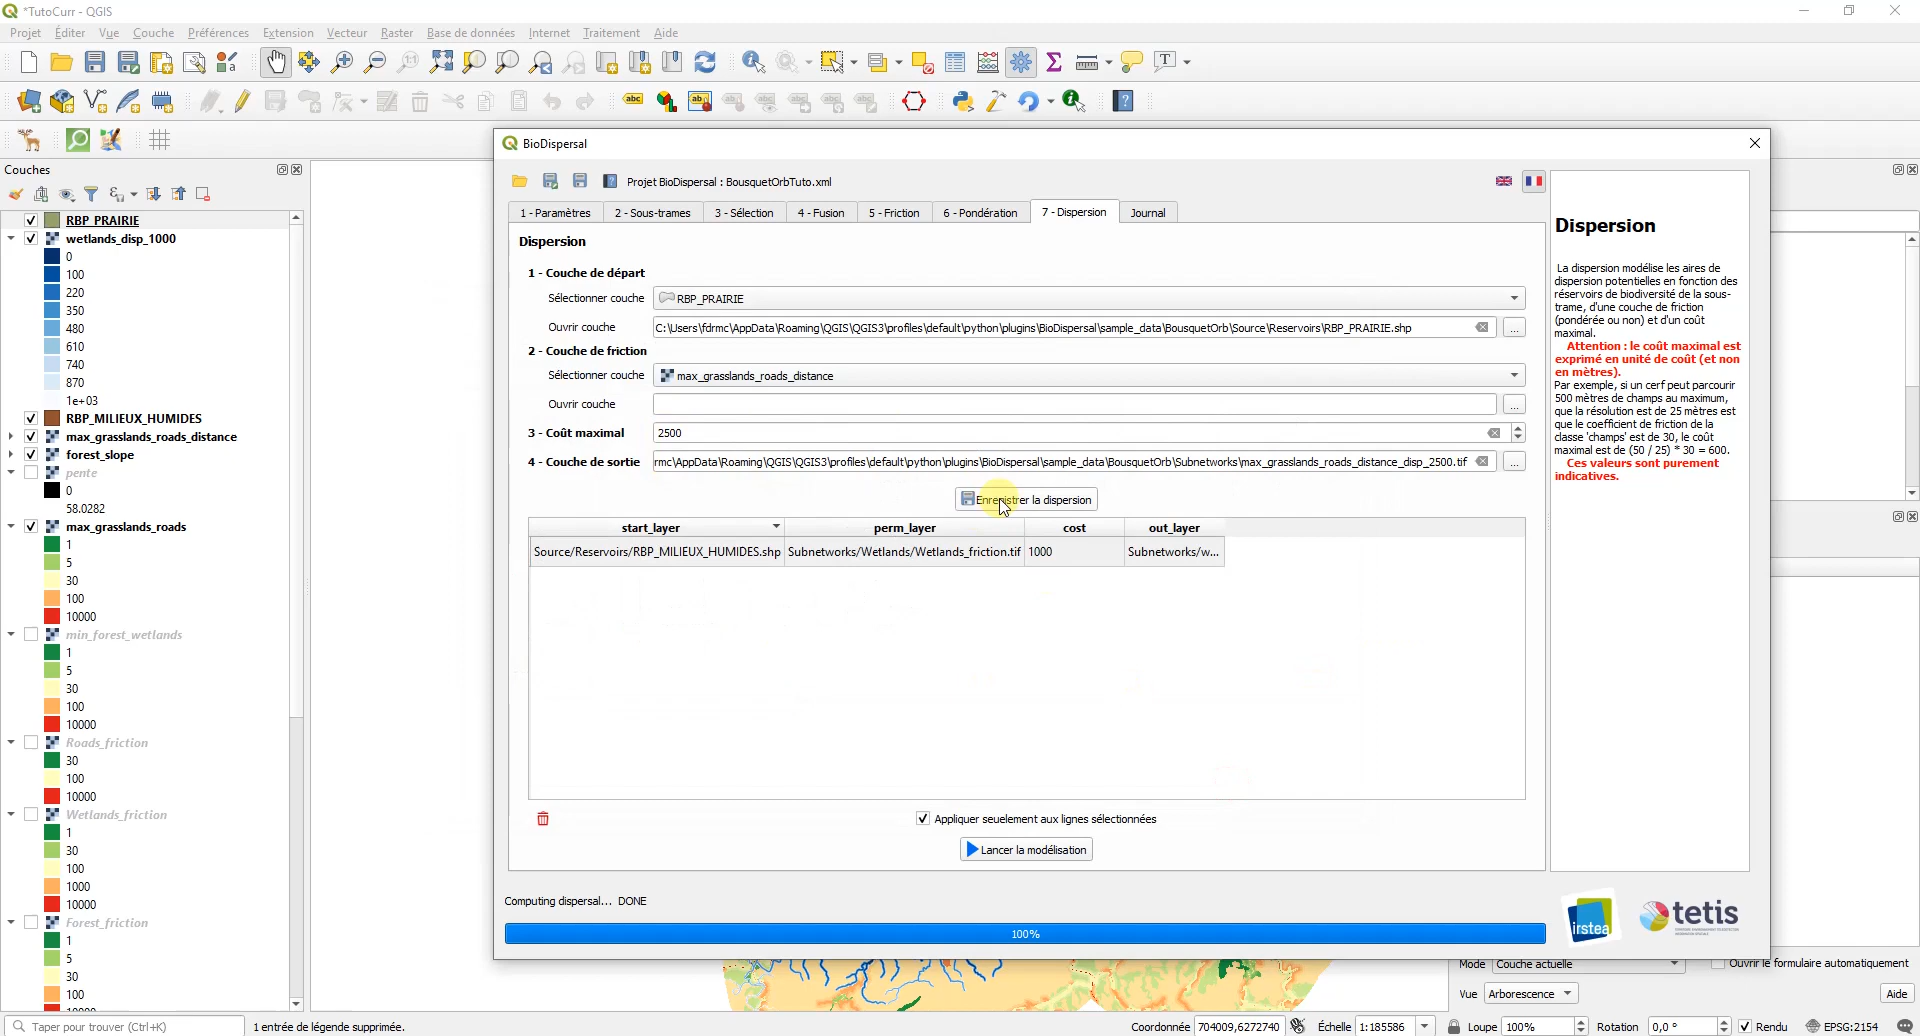 *TutoCurr - QGIS
Projet Éditer Vue Couche Préférences Extension Vecteur Raster Base de données Internet Traitement Aide
Couches
RBP PRAIRIE
wetlands_disp_1000
0
100
220
350
480
610
740
870
1e+03
RBP_MILIEUX_HUMIDES
max_grasslands_roads_distance
forest_slope
pente
0
58.0282
max_grasslands_roads
1
5
30
100
10000
min_forest_wetlands
1
5
30
100
10000
Roads_friction
30
100
10000
Wetlands_friction
1
30
100
1000
10000
Forest_friction
1
5
30
100
BioDispersal
Projet BioDispersal : BousquetOrbTuto.xml
1 - Paramètres 2 - Sous-trames 3 - Sélection 4 - Fusion 5 - Friction 6 - Pondération 7 - Dispersion Journal
Dispersion
1 - Couche de départ
Sélectionner couche RBP_PRAIRIE
Ouvrir couche C:\Users\fdrmc\AppData\Roaming\QGIS\QGIS3\profiles\default\python\plugins\BioDispersal\sample_data\BousquetOrb\Source\Reservoirs\RBP_PRAIRIE.shp ...
2 - Couche de friction
Sélectionner couche max_grasslands_roads_distance
Ouvrir couche ...
3 - Coût maximal 2500
4 - Couche de sortie rmc\AppData\Roaming\QGIS\QGIS3\profiles\default\python\plugins\BioDispersal\sample_data\BousquetOrb\Subnetworks\max_grasslands_roads_distance_disp_2500.tif ...
Enregistrer la dispersion
start_layer perm_layer cost out_layer
Source/Reservoirs/RBP_MILIEUX_HUMIDES.shp Subnetworks/Wetlands/Wetlands_friction.tif 1000 Subnetworks/w...
Appliquer seuelement aux lignes sélectionnées
Lancer la modélisation
Computing dispersal... DONE
100%
Dispersion
La dispersion modélise les aires de
dispersion potentielles en fonction des
réservoirs de biodiversité de la sous-
trame, d'une couche de friction
(pondérée ou non) et d'un coût
maximal.
Attention : le coût maximal est
exprimé en unité de coût (et non
en mètres).
Par exemple, si un cerf peut parcourir
500 mètres de champs au maximum,
que la résolution est de 25 mètres est
que le coefficient de friction de la
classe 'champs' est de 30, le coût
maximal est de (50 / 25) * 30 = 600.
Ces valeurs sont purement
indicatives.
irstea
tetis
Mode Couche actuelle Ouvrir le formulaire automatiquement
Vue Arborescence Aide
Taper pour trouver (Ctrl+K) 1 entrée de légende supprimée. Coordonnée 704009,6272740 Échelle 1:185586 Loupe 100% Rotation 0,0 ° Rendu EPSG:2154